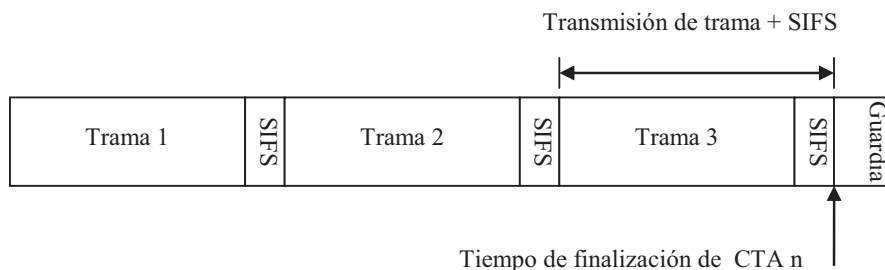 Transmisión de trama + SIFS
Trama 1
SIFS
Trama 2
SIFS
Trama 3
SIFS
Guardia
Tiempo de finalización de CTA n